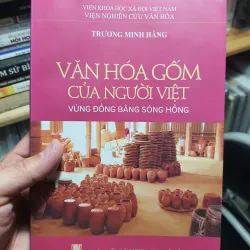 VIỆN KHOA HỌC XÃ HỘI VIỆT NAM
VIỆN NGHIÊN CỨU VĂN HÓA
TRƯƠNG MINH HẰNG
VĂN HÓA GỐM
CỦA NGƯỜI VIỆT
VÙNG ĐỒNG BẰNG SÔNG HỒNG